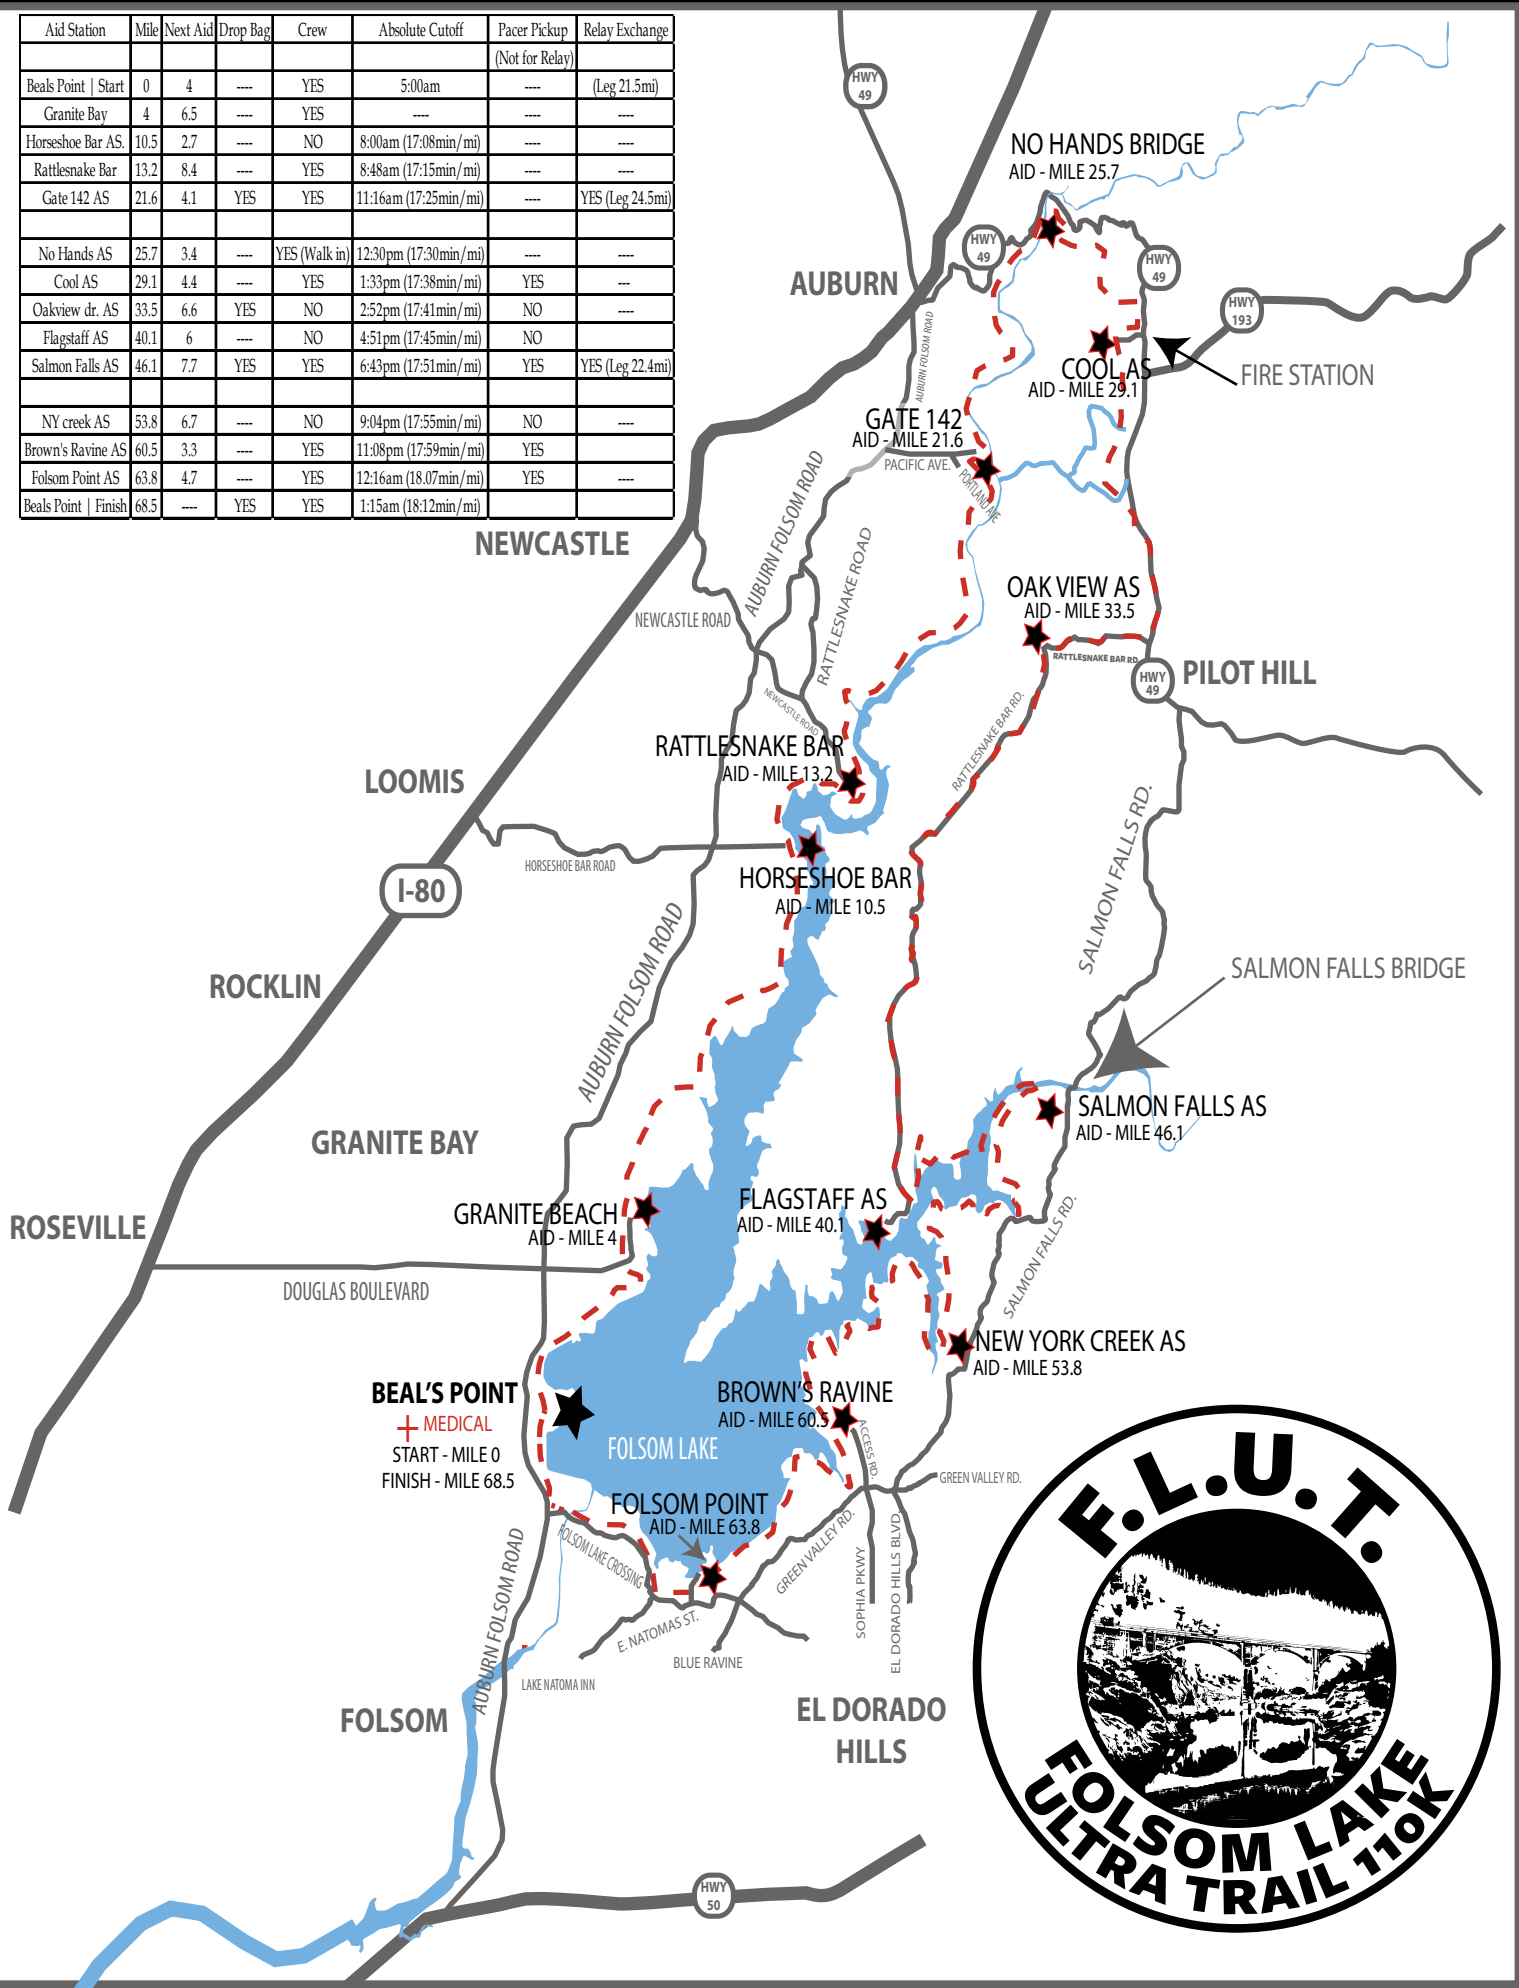 Aid Station Mile Next Aid Drop Bag Crew Absolute Cutoff Pacer Pickup Relay Exchange
(Not for Relay)
Beals Point | Start 0 4 ---- YES 5:00am ---- (Leg 21.5mi)
Granite Bay 4 6.5 ---- YES ---- ---- ----
Horseshoe Bar AS. 10.5 2.7 ---- NO 8:00am (17:08min/mi) ---- ----
Rattlesnake Bar 13.2 8.4 ---- YES 8:48am (17:15min/mi) ---- ----
Gate 142 AS 21.6 4.1 YES YES 11:16am (17:25min/mi) ---- YES (Leg 24.5mi)
No Hands AS 25.7 3.4 ---- YES (Walk in) 12:30pm (17:30min/mi) ---- ----
Cool AS 29.1 4.4 ---- YES 1:33pm (17:38min/mi) YES ---
Oakview dr. AS 33.5 6.6 YES NO 2:52pm (17:41min/mi) NO ----
Flagstaff AS 40.1 6 ---- NO 4:51pm (17:45min/mi) NO
Salmon Falls AS 46.1 7.7 YES YES 6:43pm (17:51min/mi) YES YES (Leg 22.4mi)
NY creek AS 53.8 6.7 ---- NO 9:04pm (17:55min/mi) NO ----
Brown's Ravine AS 60.5 3.3 ---- YES 11:08pm (17:59min/mi) YES
Folsom Point AS 63.8 4.7 ---- YES 12:16am (18.07min/mi) YES ----
Beals Point | Finish 68.5 ---- YES YES 1:15am (18:12min/mi)
HWY
49
NO HANDS BRIDGE
AID - MILE 25.7
HWY
49
HWY
49
AUBURN
HWY
193
AUBURN FOLSOM ROAD
COOL AS
AID - MILE 29.1
FIRE STATION
GATE 142
AID - MILE 21.6
PACIFIC AVE.
PORTLAND AVE
NEWCASTLE
AUBURN FOLSOM ROAD
RATTLESNAKE ROAD
OAK VIEW AS
AID - MILE 33.5
NEWCASTLE ROAD
RATTLESNAKE BAR RD.
HWY
49
PILOT HILL
NEWCASTLE ROAD
RATTLESNAKE BAR RD.
RATTLESNAKE BAR
AID - MILE 13.2
LOOMIS
SALMON FALLS RD.
HORSESHOE BAR ROAD
HORSESHOE BAR
AID - MILE 10.5
I-80
AUBURN FOLSOM ROAD
SALMON FALLS BRIDGE
ROCKLIN
SALMON FALLS AS
AID - MILE 46.1
GRANITE BAY
FLAGSTAFF AS
AID - MILE 40.1
SALMON FALLS RD.
GRANITE BEACH
AID - MILE 4
ROSEVILLE
DOUGLAS BOULEVARD
NEW YORK CREEK AS
AID - MILE 53.8
BEAL'S POINT
MEDICAL
START - MILE 0
FINISH - MILE 68.5
BROWN'S RAVINE
AID - MILE 60.5
ACCESS RD.
FOLSOM LAKE
GREEN VALLEY RD.
FOLSOM POINT
AID - MILE 63.8
FOLSOM LAKE CROSSING
GREEN VALLEY RD.
SOPHIA PKWY
EL DORADO HILLS BLVD.
AUBURN FOLSOM ROAD
E. NATOMAS ST.
BLUE RAVINE
LAKE NATOMA INN
FOLSOM
EL DORADO
HILLS
HWY
50
F.L.U.T.
FOLSOM LAKE
ULTRA TRAIL 110K